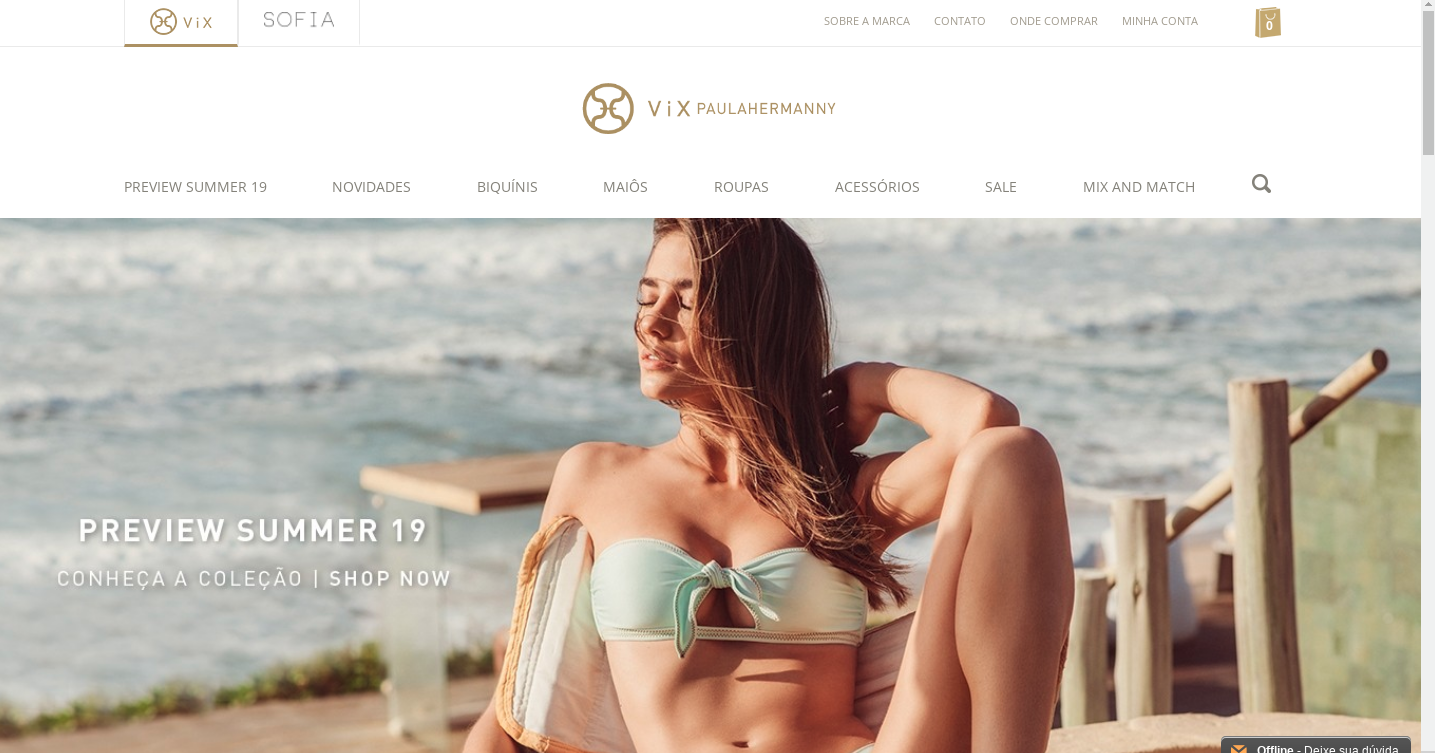 ViX
SOFIA
SOBRE A MARCA
CONTATO
ONDE COMPRAR
MINHA CONTA
0
ViX PAULAHERMANNY
PREVIEW SUMMER 19
NOVIDADES
BIQUÍNIS
MAIÔS
ROUPAS
ACESSÓRIOS
SALE
MIX AND MATCH
PREVIEW SUMMER 19
CONHEÇA A COLEÇÃO | SHOP NOW
Offline - Deixe sua dúvida